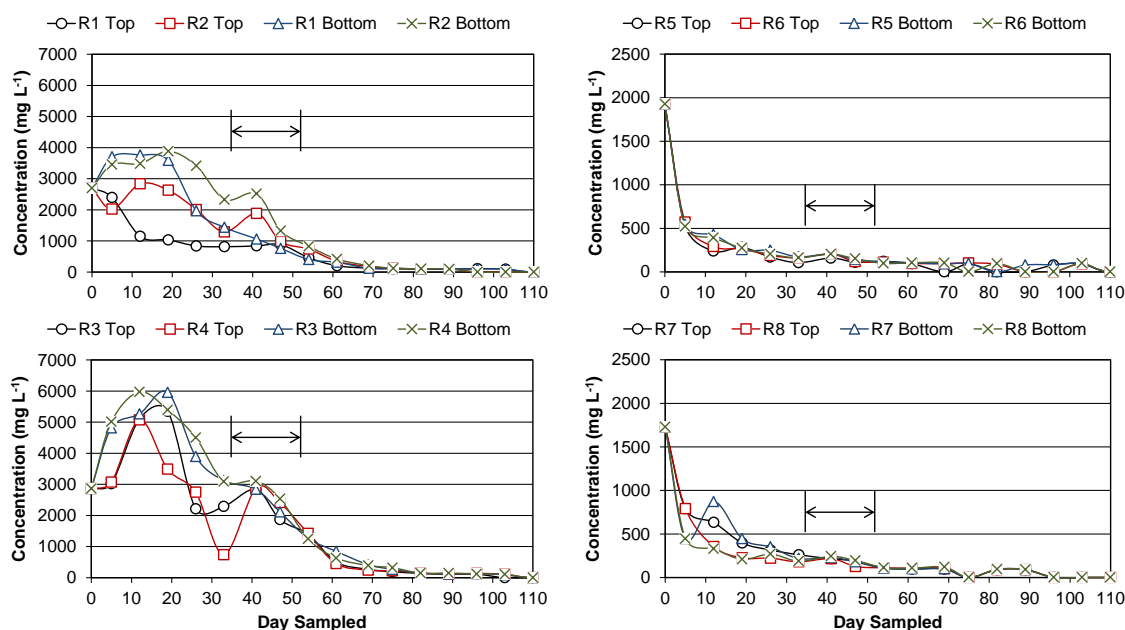 R1 Top R2 Top R1 Bottom R2 Bottom
Concentration (mg L-1)
7000
6000
5000
4000
3000
2000
1000
0
0 10 20 30 40 50 60 70 80 90 100 110
R5 Top R6 Top R5 Bottom R6 Bottom
Concentration (mg L-1)
2500
2000
1500
1000
500
0
0 10 20 30 40 50 60 70 80 90 100 110
R3 Top R4 Top R3 Bottom R4 Bottom
Concentration (mg L-1)
7000
6000
5000
4000
3000
2000
1000
0
0 10 20 30 40 50 60 70 80 90 100 110
Day Sampled
R7 Top R8 Top R7 Bottom R8 Bottom
Concentration (mg L-1)
2500
2000
1500
1000
500
0
0 10 20 30 40 50 60 70 80 90 100 110
Day Sampled